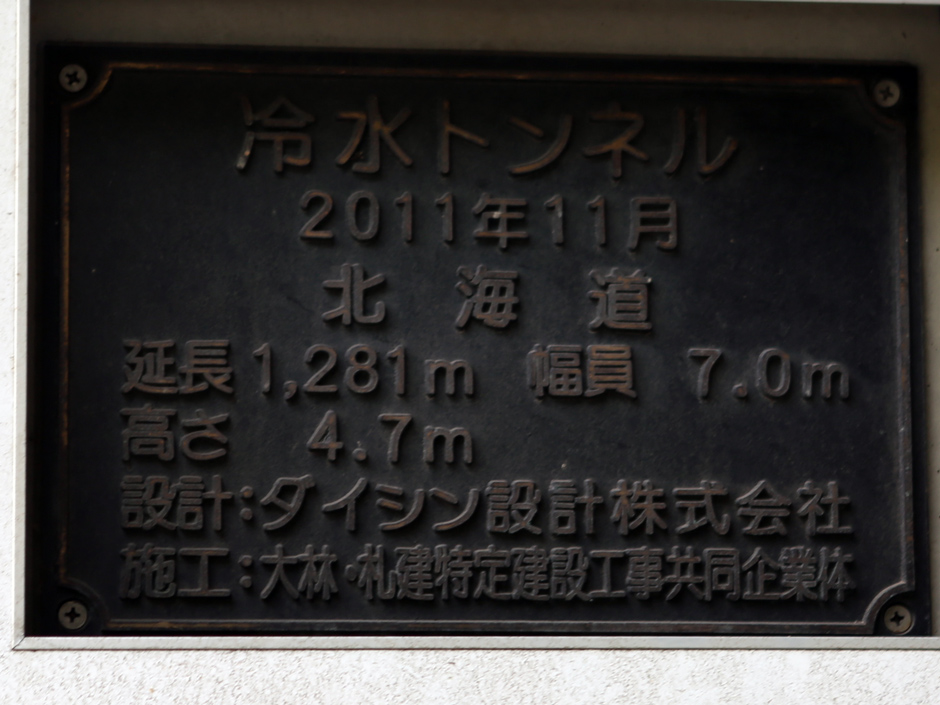 冷水トンネル
2011年11月
北海道
延長 1,281m 幅員 7.0m
高さ 4.7m
設計:ダイシン設計株式会社
施工:大林・札建特定建設工事共同企業体